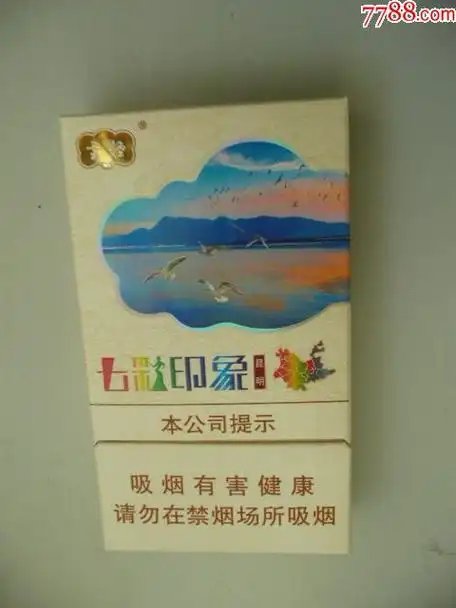 7788.com
®
七彩印象
昆明
本公司提示
吸烟有害健康
请勿在禁烟场所吸烟